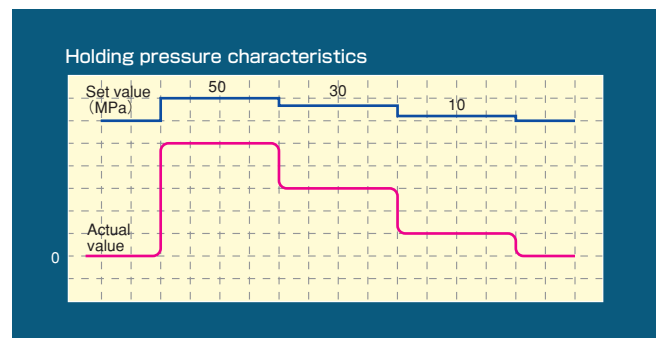 Holding pressure characteristics
Set value
（MPa）
50
30
10
Actual
value
0